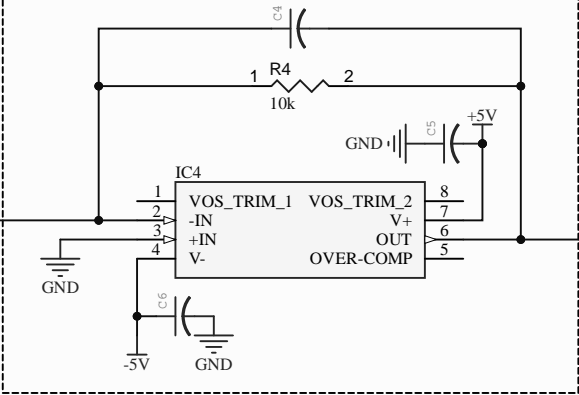 C4
1 R4 2
10k
+5V
GND C5
IC4
1 VOS_TRIM_1 VOS_TRIM_2 8
2 -IN V+ 7
3 +IN OUT 6
4 V- OVER-COMP 5
GND
C6
-5V GND